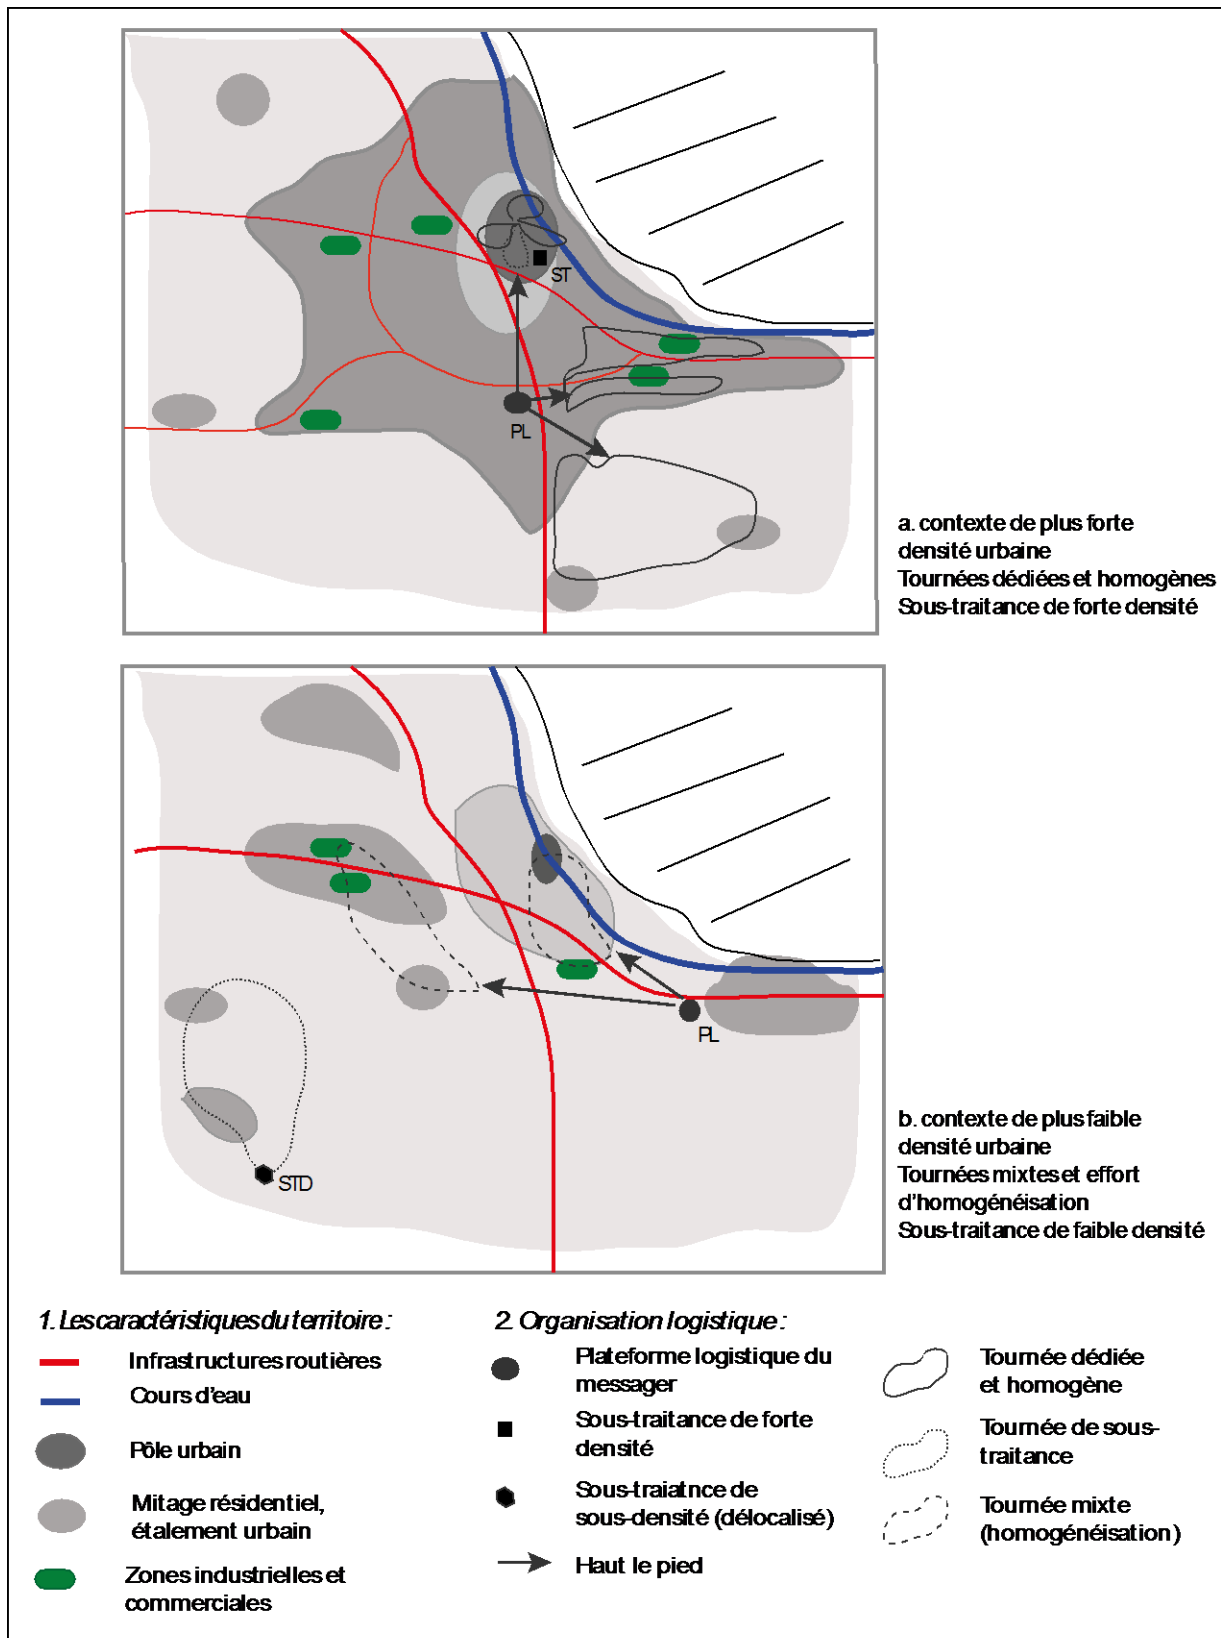 ST
PL
a. contexte de plus forte
densité urbaine
Tournées dédiées et homogènes
Sous-traitance de forte densité
PL
STD
b. contexte de plus faible
densité urbaine
Tournées mixtes et effort
d'homogénéisation
Sous-traitance de faible densité
1. Les caractéristiques du territoire :
Infrastructures routières
Cours d'eau
Pôle urbain
Mitage résidentiel,
étalement urbain
Zones industrielles et
commerciales
2. Organisation logistique :
Plateforme logistique du
messager
Sous-traitance de forte
densité
Sous-traiatnce de
sous-densité (délocalisé)
Haut le pied
Tournée dédiée
et homogène
Tournée de sous-
traitance
Tournée mixte
(homogénéisation)